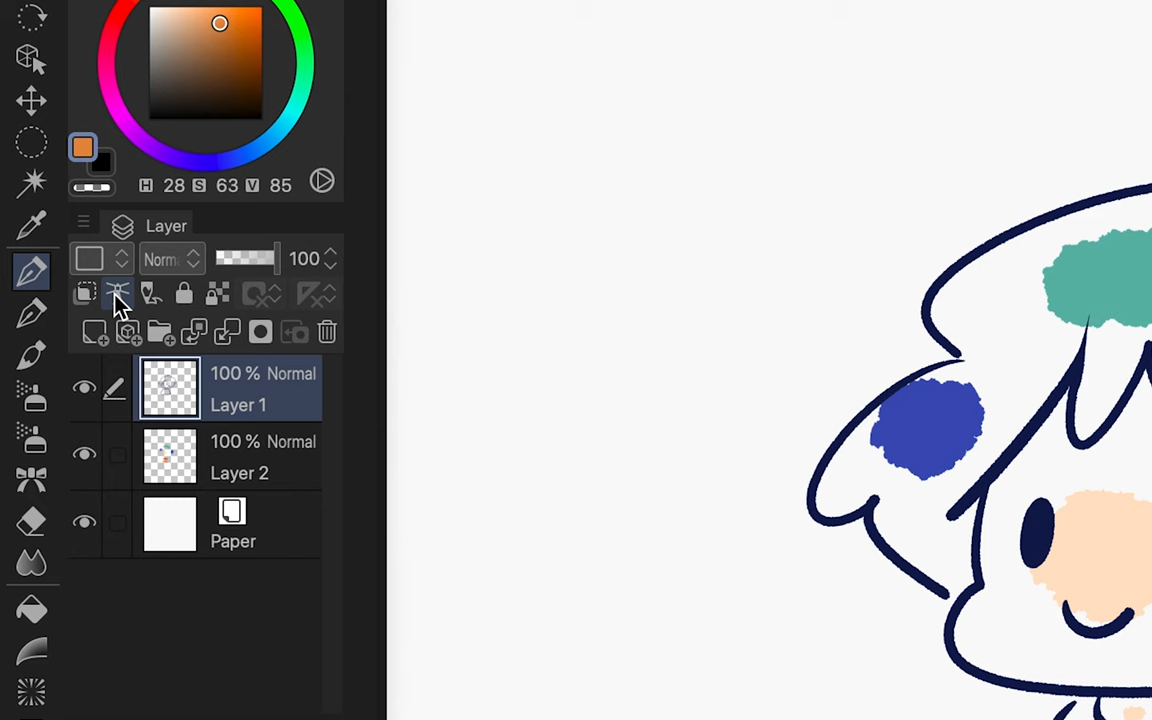 H 28 S 63 V 85
Layer
Norm 100
100 % Normal
Layer 1
100 % Normal
Layer 2
Paper